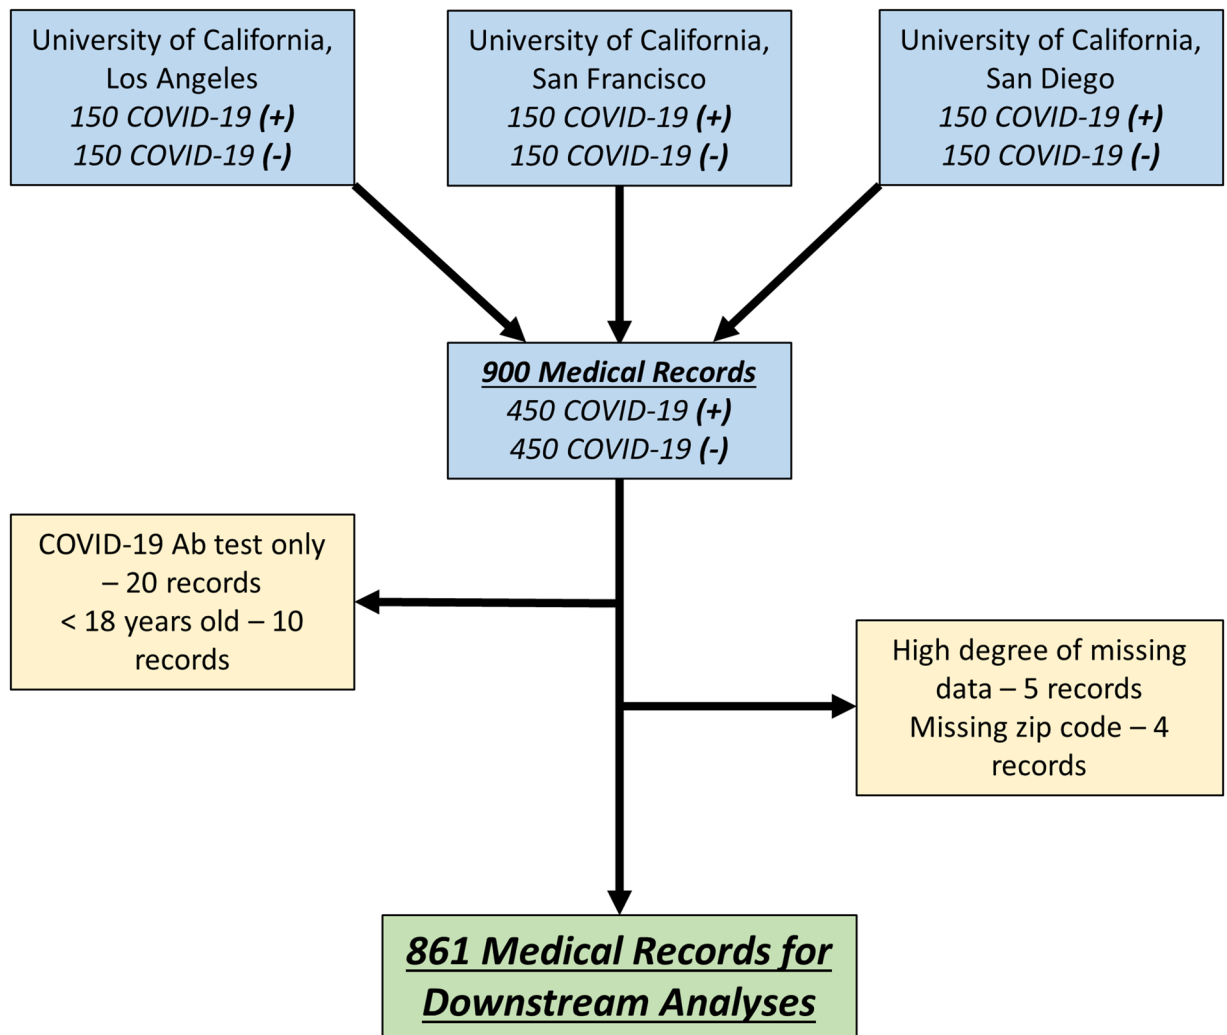 University of California,
Los Angeles
150 COVID-19 (+)
150 COVID-19 (-)
University of California,
San Francisco
150 COVID-19 (+)
150 COVID-19 (-)
University of California,
San Diego
150 COVID-19 (+)
150 COVID-19 (-)
900 Medical Records
450 COVID-19 (+)
450 COVID-19 (-)
COVID-19 Ab test only
– 20 records
< 18 years old – 10
records
High degree of missing
data – 5 records
Missing zip code – 4
records
861 Medical Records for
Downstream Analyses